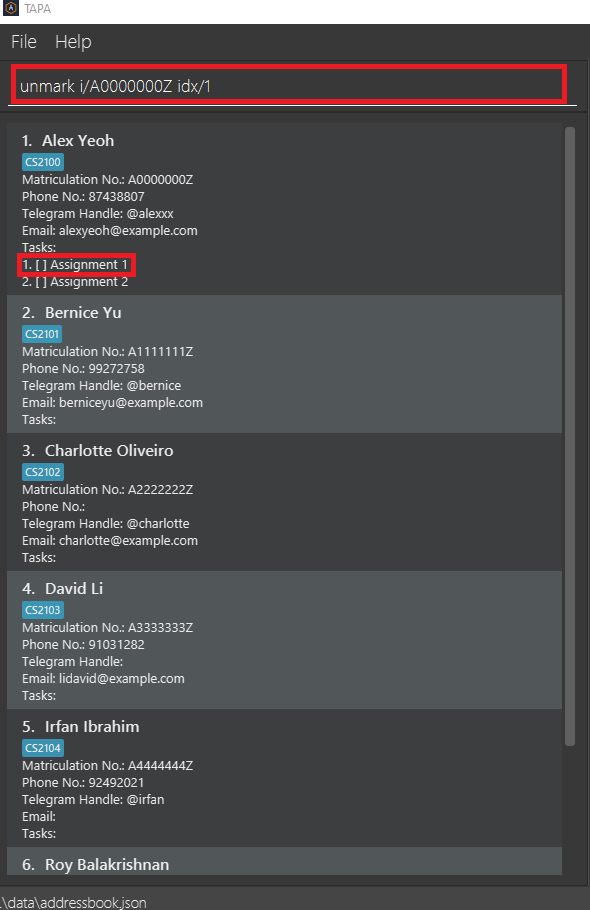 TAPA
File Help
unmark i/A0000000Z idx/1
1. Alex Yeoh
CS2100
Matriculation No.: A0000000Z
Phone No.: 87438807
Telegram Handle: @alexxx
Email: alexyeoh@example.com
Tasks:
1. [ ] Assignment 1
2. [ ] Assignment 2
2. Bernice Yu
CS2101
Matriculation No.: A1111111Z
Phone No.: 99272758
Telegram Handle: @bernice
Email: berniceyu@example.com
Tasks:
3. Charlotte Oliveiro
CS2102
Matriculation No.: A2222222Z
Phone No.:
Telegram Handle: @charlotte
Email: charlotte@example.com
Tasks:
4. David Li
CS2103
Matriculation No.: A3333333Z
Phone No.: 91031282
Telegram Handle:
Email: lidavid@example.com
Tasks:
5. Irfan Ibrahim
CS2104
Matriculation No.: A4444444Z
Phone No.: 92492021
Telegram Handle: @irfan
Email:
Tasks:
6. Roy Balakrishnan
.\data\addressbook.json